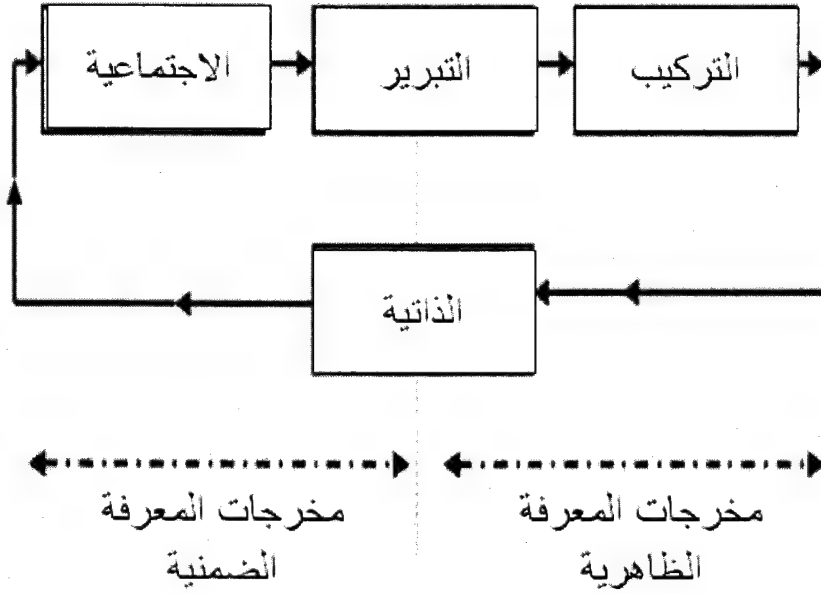 الاجتماعية
التبرير
التركيب
الذاتية
مخرجات المعرفة
الظاهرية
مخرجات المعرفة
الضمنية